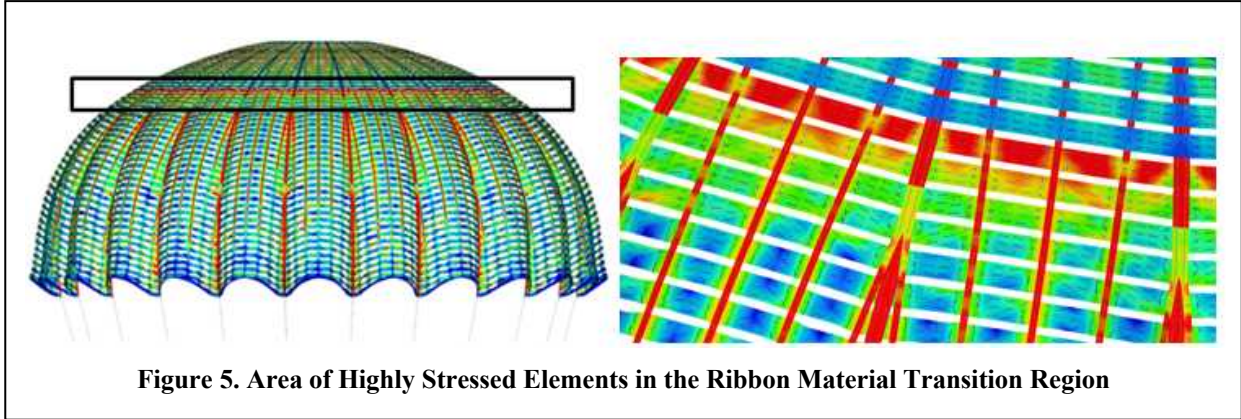 Figure 5. Area of Highly Stressed Elements in the Ribbon Material Transition Region